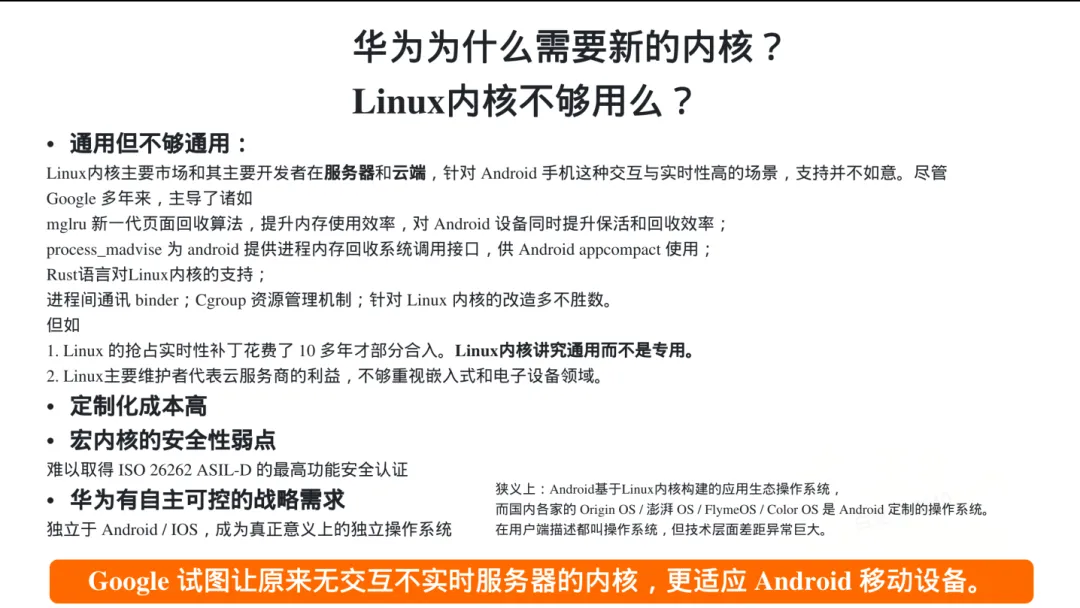 华为为什么需要新的内核？
Linux内核不够用么？
• 通用但不够通用：
Linux内核主要市场和其主要开发者在服务器和云端，针对 Android 手机这种交互与实时性高的场景，支持并不如意。尽管
Google 多年来，主导了诸如
mglru 新一代页面回收算法，提升内存使用效率，对 Android 设备同时提升保活和回收效率；
process_madvise 为 android 提供进程内存回收系统调用接口，供 Android appcompact 使用；
Rust语言对Linux内核的支持；
进程间通讯 binder；Cgroup 资源管理机制；针对 Linux 内核的改造多不胜数。
但如
1. Linux 的抢占实时性补丁花费了 10 多年才部分合入。Linux内核讲究通用而不是专用。
2. Linux主要维护者代表云服务商的利益，不够重视嵌入式和电子设备领域。
• 定制化成本高
• 宏内核的安全性弱点
难以取得 ISO 26262 ASIL-D 的最高功能安全认证
• 华为有自主可控的战略需求
独立于 Android / IOS，成为真正意义上的独立操作系统
狭义上：Android基于Linux内核构建的应用生态操作系统，
而国内各家的 Origin OS / 澎湃 OS / FlymeOS / Color OS 是 Android 定制的操作系统。
在用户端描述都叫操作系统，但技术层面差距异常巨大。
Google 试图让原来无交互不实时服务器的内核，更适应 Android 移动设备。